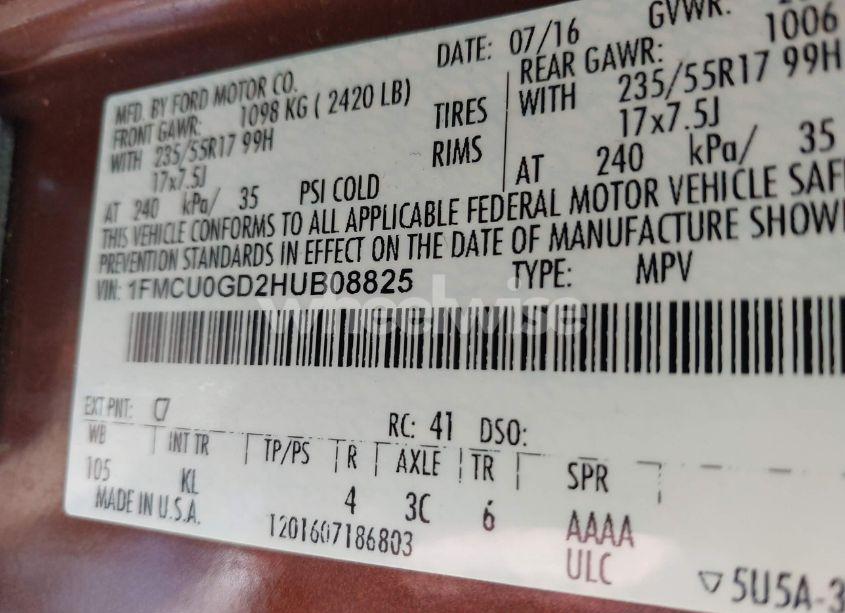 DATE: 07/16 GVWR:
MFD. BY FORD MOTOR CO.
FRONT GAWR: 1098 KG ( 2420 LB) REAR GAWR: 1006
WITH 235/55R17 99H TIRES WITH 235/55R17 99H
17x7.5J RIMS 17x7.5J
AT 240 kPa/ 35 PSI COLD AT 240 kPa/ 35
THIS VEHICLE CONFORMS TO ALL APPLICABLE FEDERAL MOTOR VEHICLE SAF
PREVENTION STANDARDS IN EFFECT ON THE DATE OF MANUFACTURE SHOW
VIN: 1FMCU0GD2HUB08825 TYPE: MPV
wheelwise
EXT PNT: C7 RC: 41 DSO:
WB INT TR TP/PS R AXLE TR SPR
105 KL 4 3C 6 AAAA
MADE IN U.S.A. T201607186803 ULC
▽5U5A-3